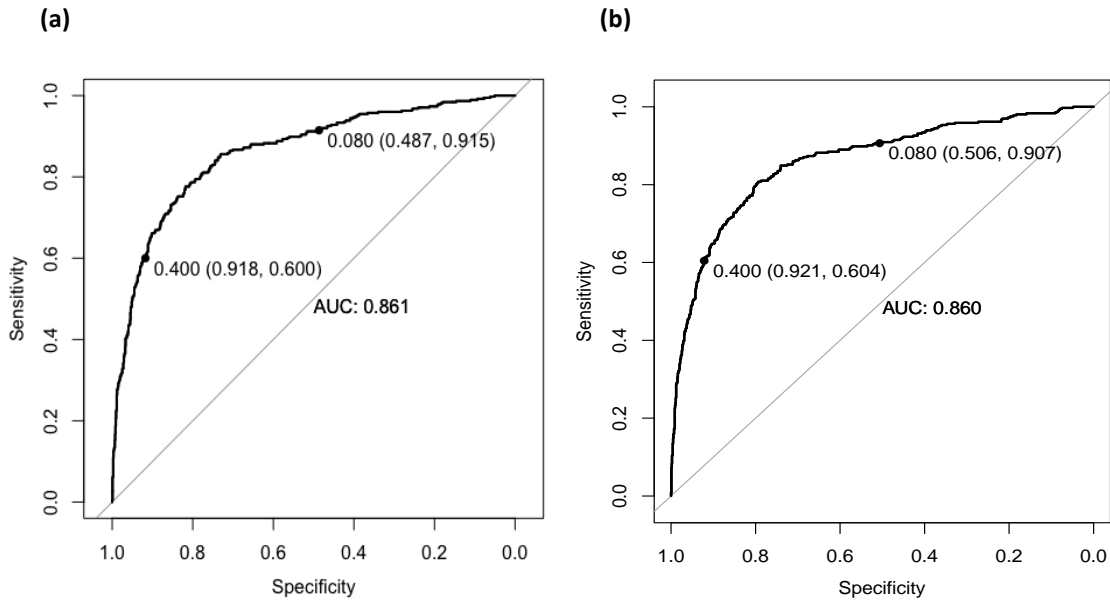 (a)
Sensitivity
1.0
0.8
0.6
0.4
0.2
0.0
0.080 (0.487, 0.915)
0.400 (0.918, 0.600)
AUC: 0.861
1.0 0.8 0.6 0.4 0.2 0.0
Specificity
(b)
Sensitivity
1.0
0.8
0.6
0.4
0.2
0.0
0.080 (0.506, 0.907)
0.400 (0.921, 0.604)
AUC: 0.860
1.0 0.8 0.6 0.4 0.2 0.0
Specificity